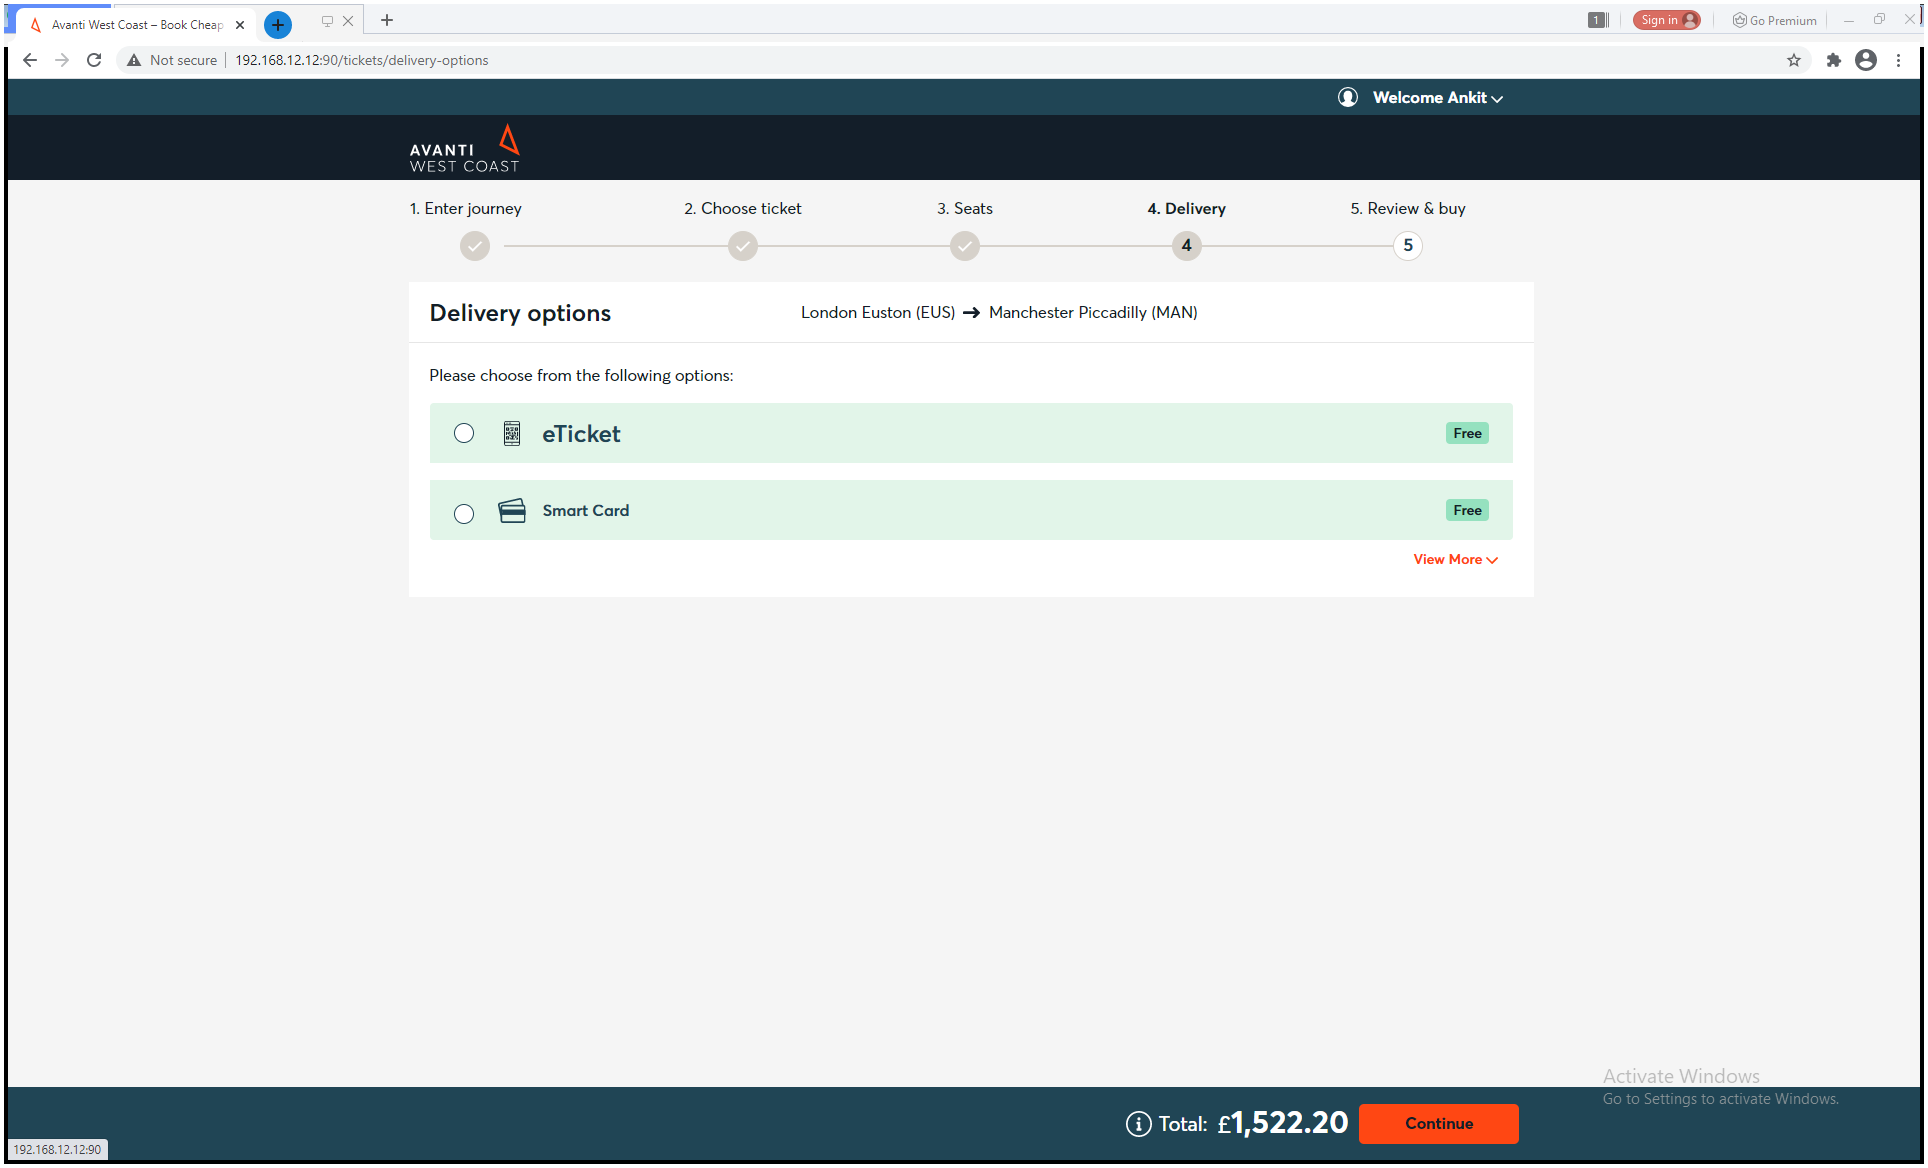 Avanti West Coast – Book Cheap
1
Sign in
Go Premium
Not secure
192.168.12.12:90/tickets/delivery-options
Welcome Ankit
AVANTI
WEST COAST
1. Enter journey
2. Choose ticket
3. Seats
4. Delivery
5. Review & buy
4
5
Delivery options
London Euston (EUS) → Manchester Piccadilly (MAN)
Please choose from the following options:
eTicket
Free
Smart Card
Free
View More
Activate Windows
Go to Settings to activate Windows.
Total: £1,522.20
Continue
192.168.12.12:90